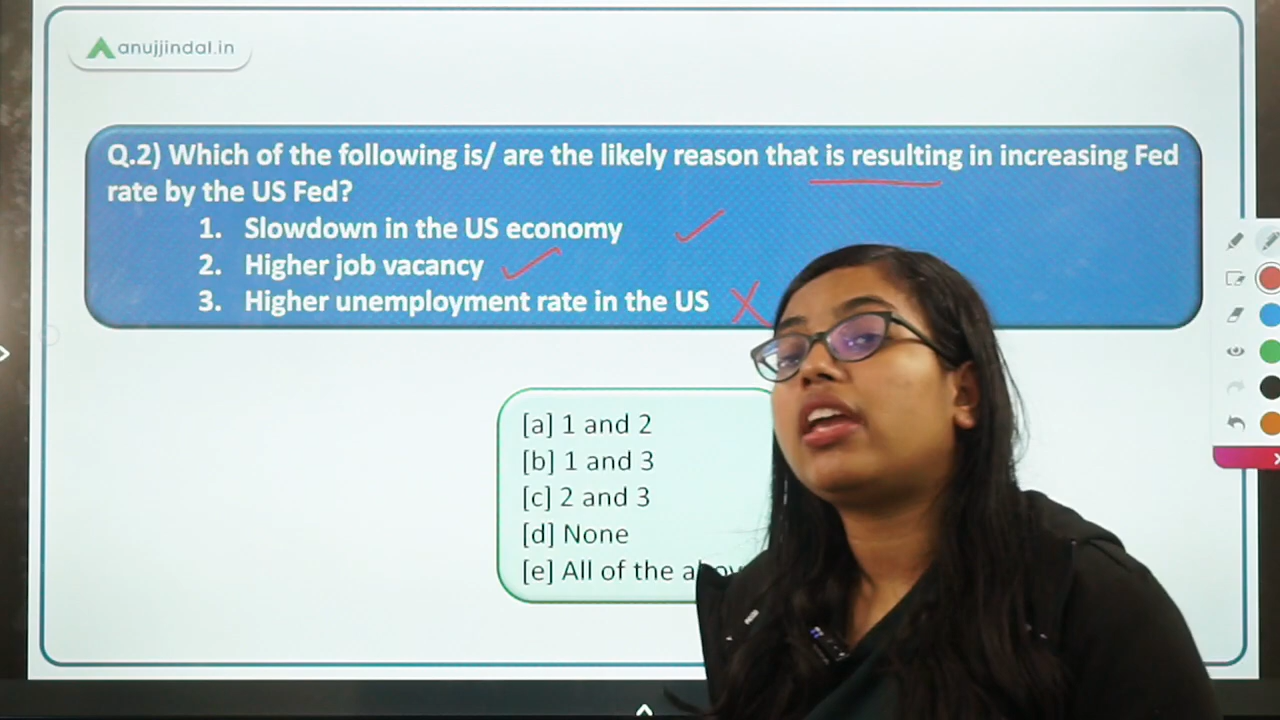 anujjindal.in
Q.2) Which of the following is/ are the likely reason that is resulting in increasing Fed
rate by the US Fed?
1. Slowdown in the US economy
2. Higher job vacancy
3. Higher unemployment rate in the US
[a] 1 and 2
[b] 1 and 3
[c] 2 and 3
[d] None
[e] All of the